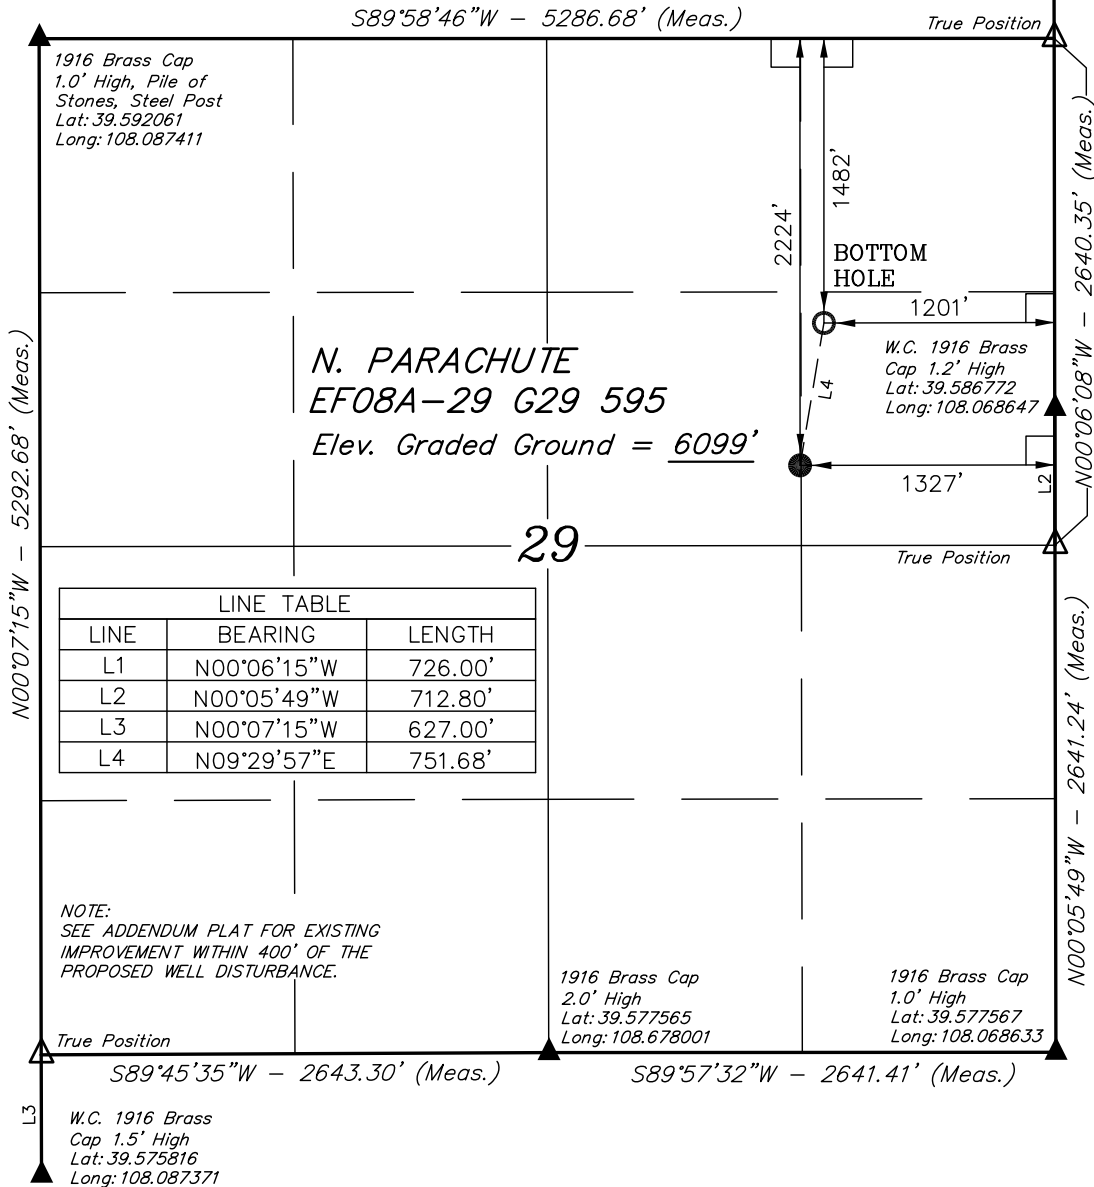 S89°58'46"W – 5286.68' (Meas.)
True Position
1916 Brass Cap
1.0' High, Pile of
Stones, Steel Post
Lat: 39.592061
Long: 108.087411
N00°06'08"W – 2640.35' (Meas.)
1482'
2224'
BOTTOM
HOLE
1201'
N. PARACHUTE
EF08A–29 G29 595
Elev. Graded Ground = 6099'
L4
W.C. 1916 Brass
Cap 1.2' High
Lat: 39.586772
Long: 108.068647
L2
1327'
N00°07'15"W – 5292.68' (Meas.)
29
True Position
LINE TABLE
LINE BEARING LENGTH
L1 N00°06'15"W 726.00'
L2 N00°05'49"W 712.80'
L3 N00°07'15"W 627.00'
L4 N09°29'57"E 751.68'
N00°05'49"W – 2641.24' (Meas.)
NOTE:
SEE ADDENDUM PLAT FOR EXISTING
IMPROVEMENT WITHIN 400' OF THE
PROPOSED WELL DISTURBANCE.
1916 Brass Cap
2.0' High
Lat: 39.577565
Long: 108.678001
1916 Brass Cap
1.0' High
Lat: 39.577567
Long: 108.068633
True Position
S89°45'35"W – 2643.30' (Meas.)
S89°57'32"W – 2641.41' (Meas.)
L3
W.C. 1916 Brass
Cap 1.5' High
Lat: 39.575816
Long: 108.087371